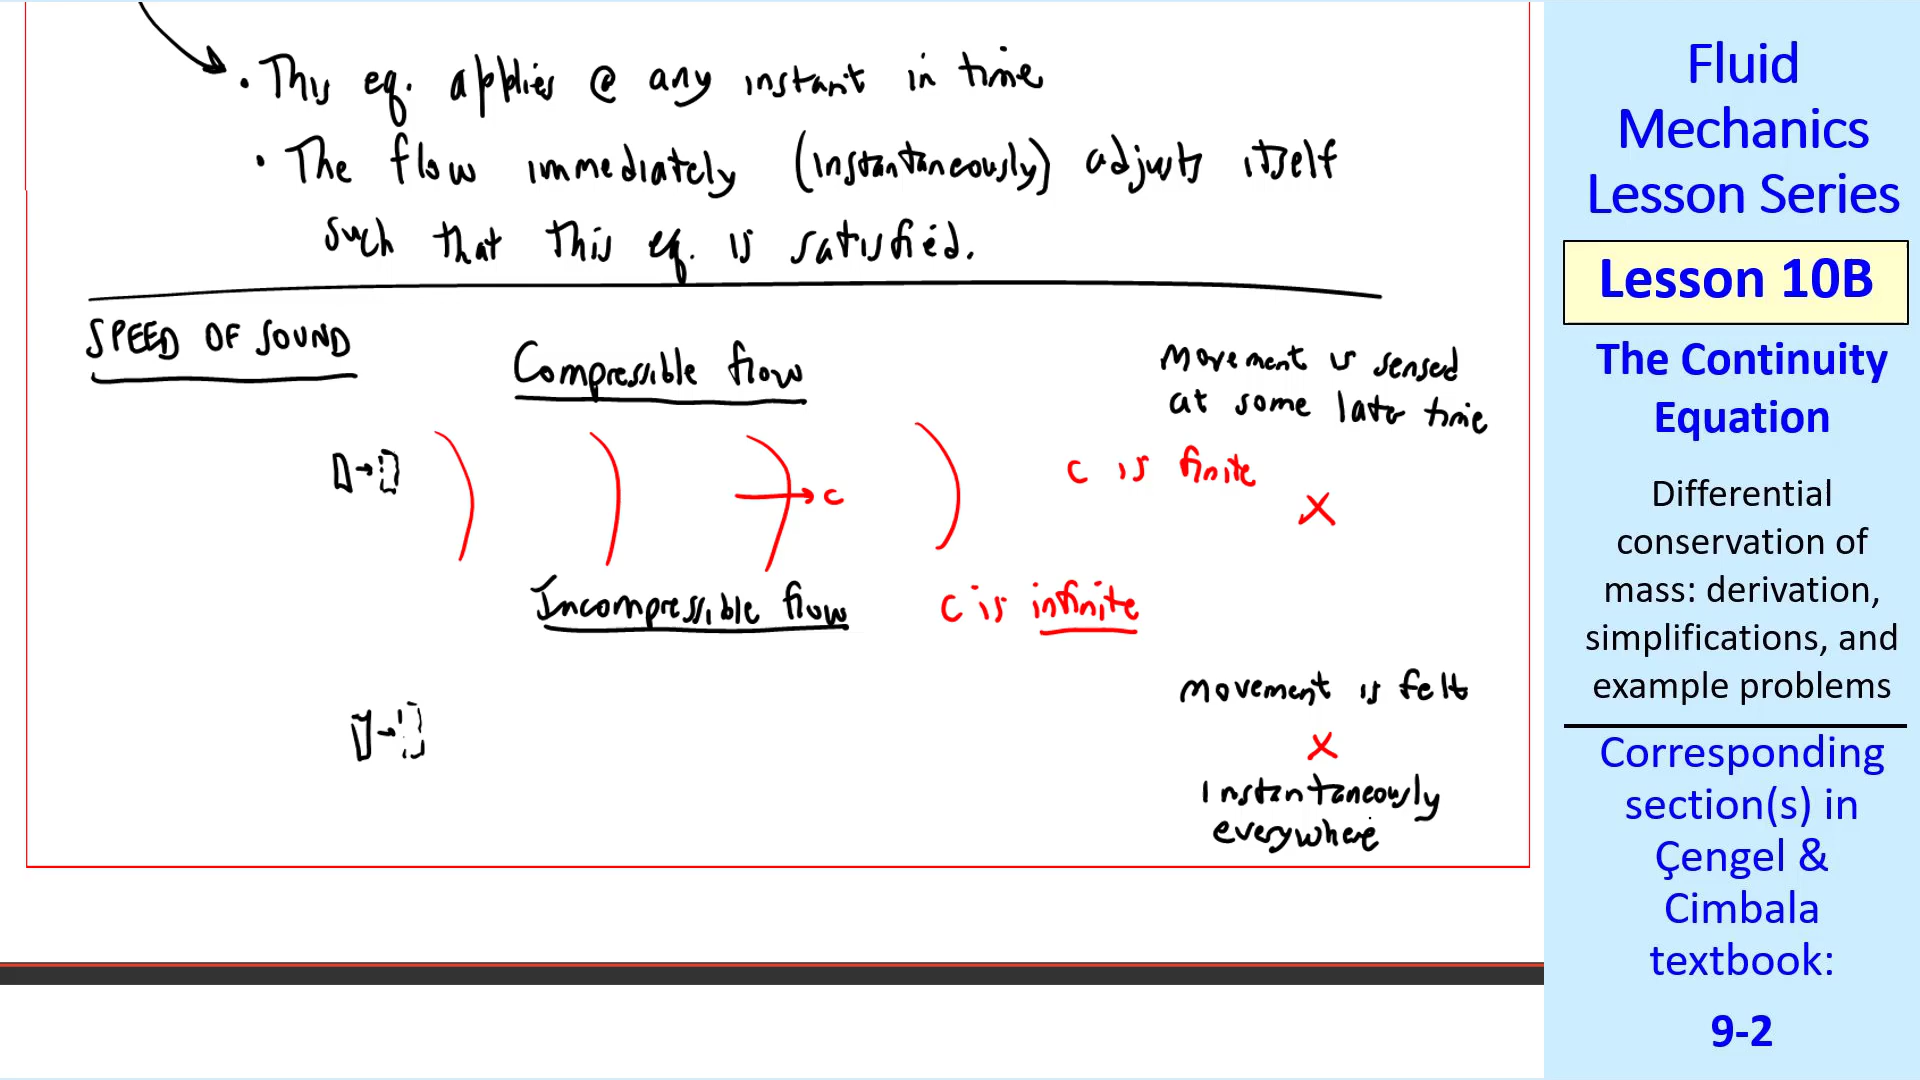 • This eq. applies @ any instant in time
• The flow immediately (instantaneously) adjusts itself
such that this eq. is satisfied.
SPEED OF SOUND
Compressible flow
Movement is sensed
at some later time
c is finite
→ c
X
Incompressible flow
c is infinite
Movement is felt
X
instantaneously
everywhere
Fluid
Mechanics
Lesson Series
Lesson 10B
The Continuity
Equation
Differential
conservation of
mass: derivation,
simplifications, and
example problems
Corresponding
section(s) in
Çengel &
Cimbala
textbook:
9-2